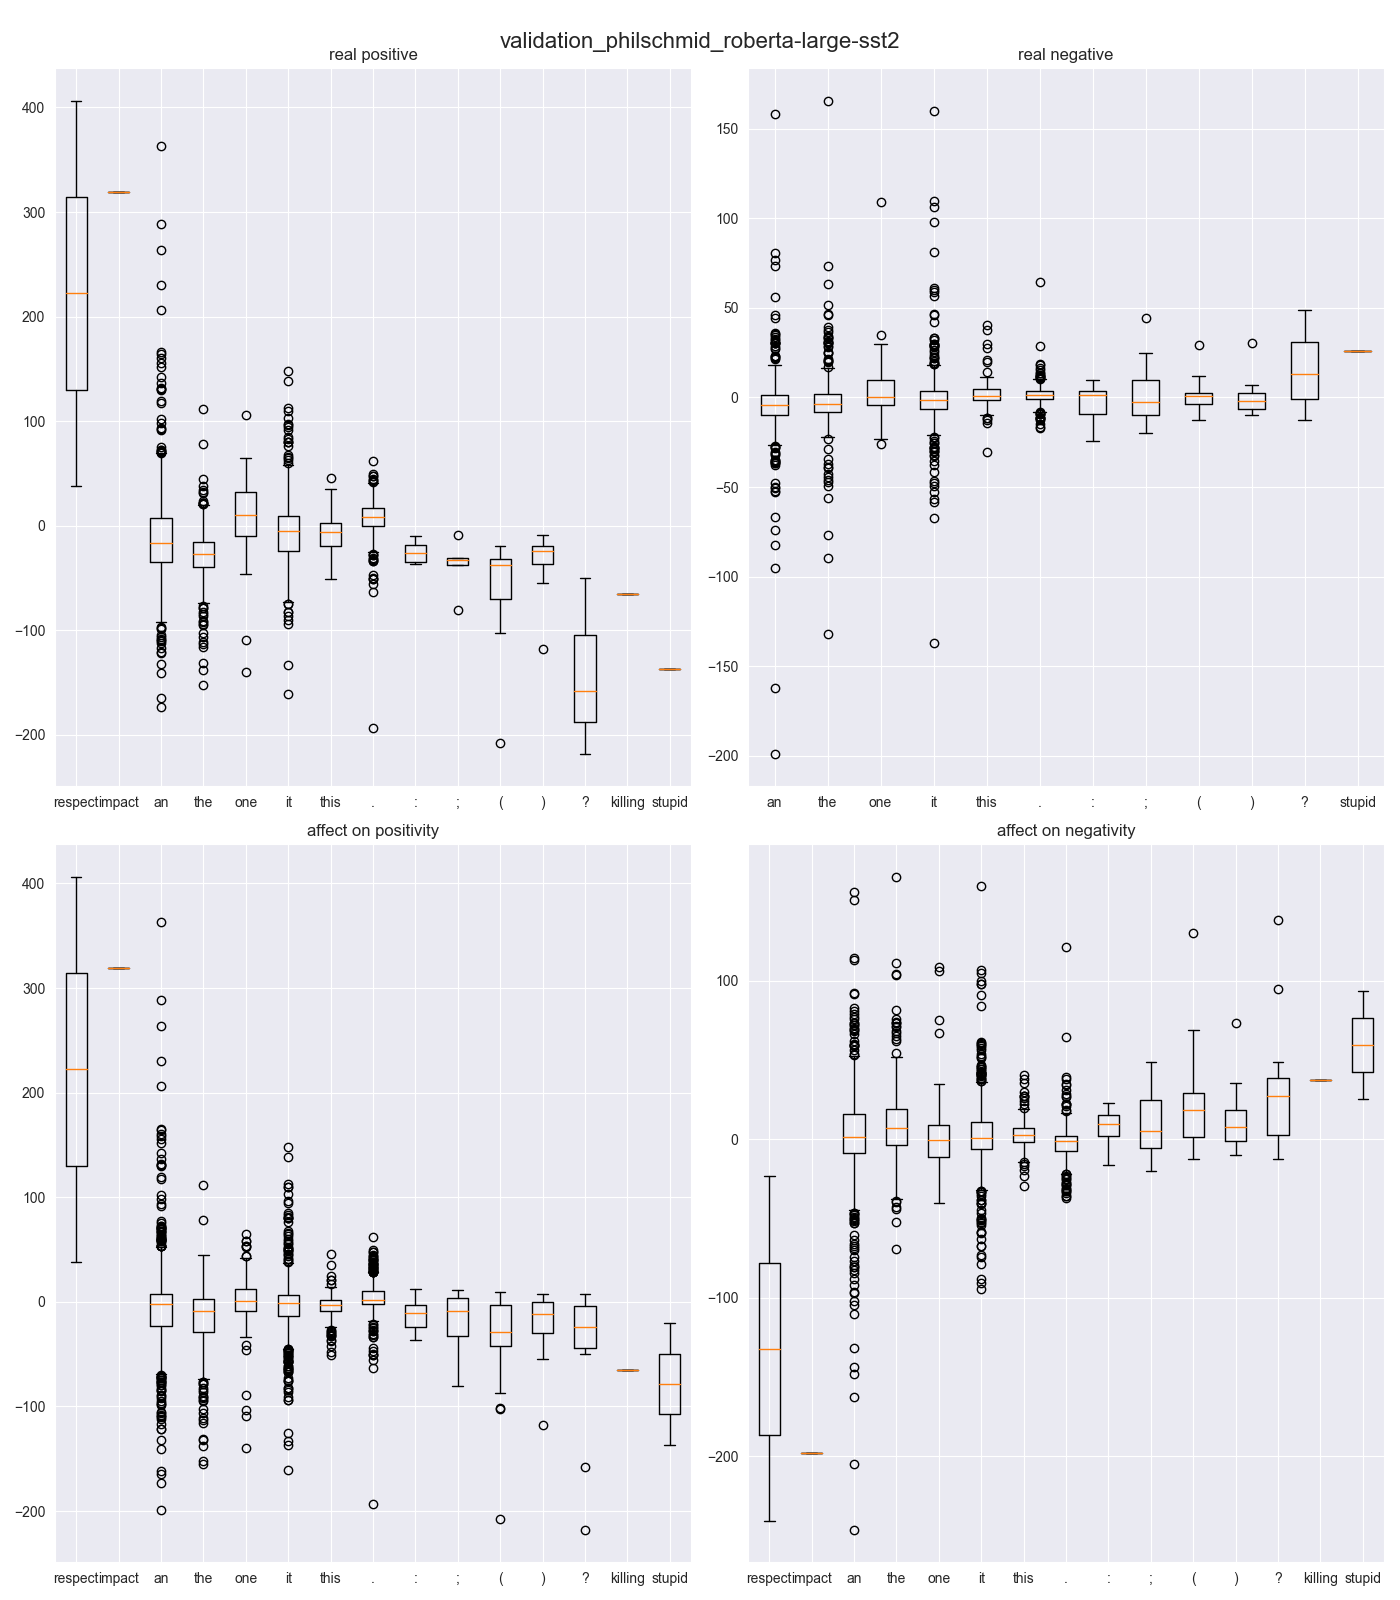 validation_philschmid_roberta-large-sst2
real positive
400
300
200
100
0
−100
−200
respect impact an the one it this . : ; ( ) ? killing stupid
real negative
150
100
50
0
−50
−100
−150
−200
an the one it this . : ; ( ) ? stupid
affect on positivity
400
300
200
100
0
−100
−200
respect impact an the one it this . : ; ( ) ? killing stupid
affect on negativity
100
0
−100
−200
respect impact an the one it this . : ; ( ) ? killing stupid